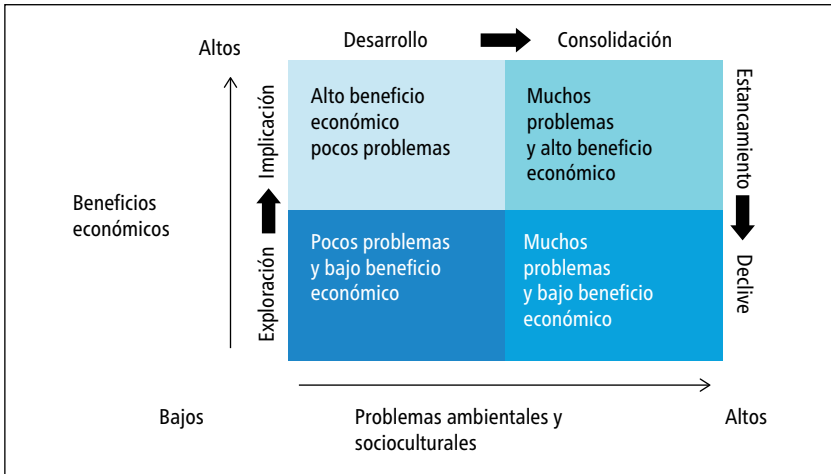 Altos
Desarrollo
Consolidación
Implicación
Alto beneficio
económico
pocos problemas
Muchos
problemas
y alto beneficio
económico
Estancamiento
Beneficios
económicos
Exploración
Pocos problemas
y bajo beneficio
económico
Muchos
problemas
y bajo beneficio
económico
Declive
Bajos
Problemas ambientales y
socioculturales
Altos